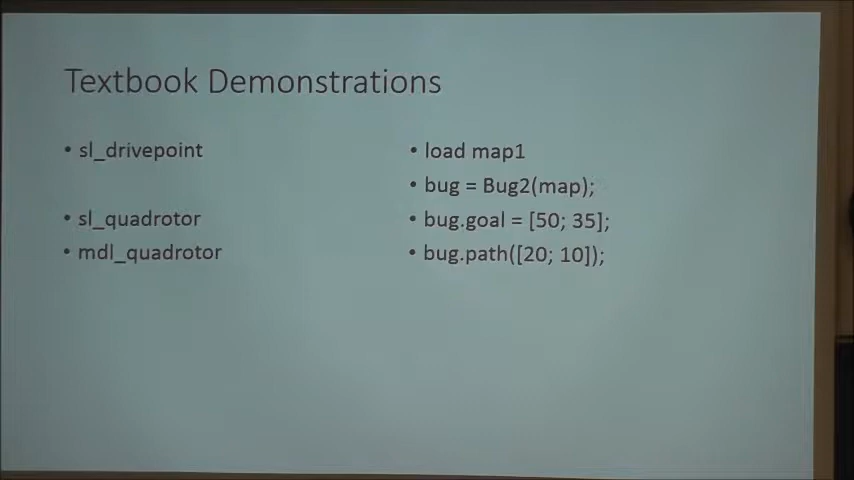 Textbook Demonstrations
• sl_drivepoint
• sl_quadrotor
• mdl_quadrotor
• load map1
• bug = Bug2(map);
• bug.goal = [50; 35];
• bug.path([20; 10]);